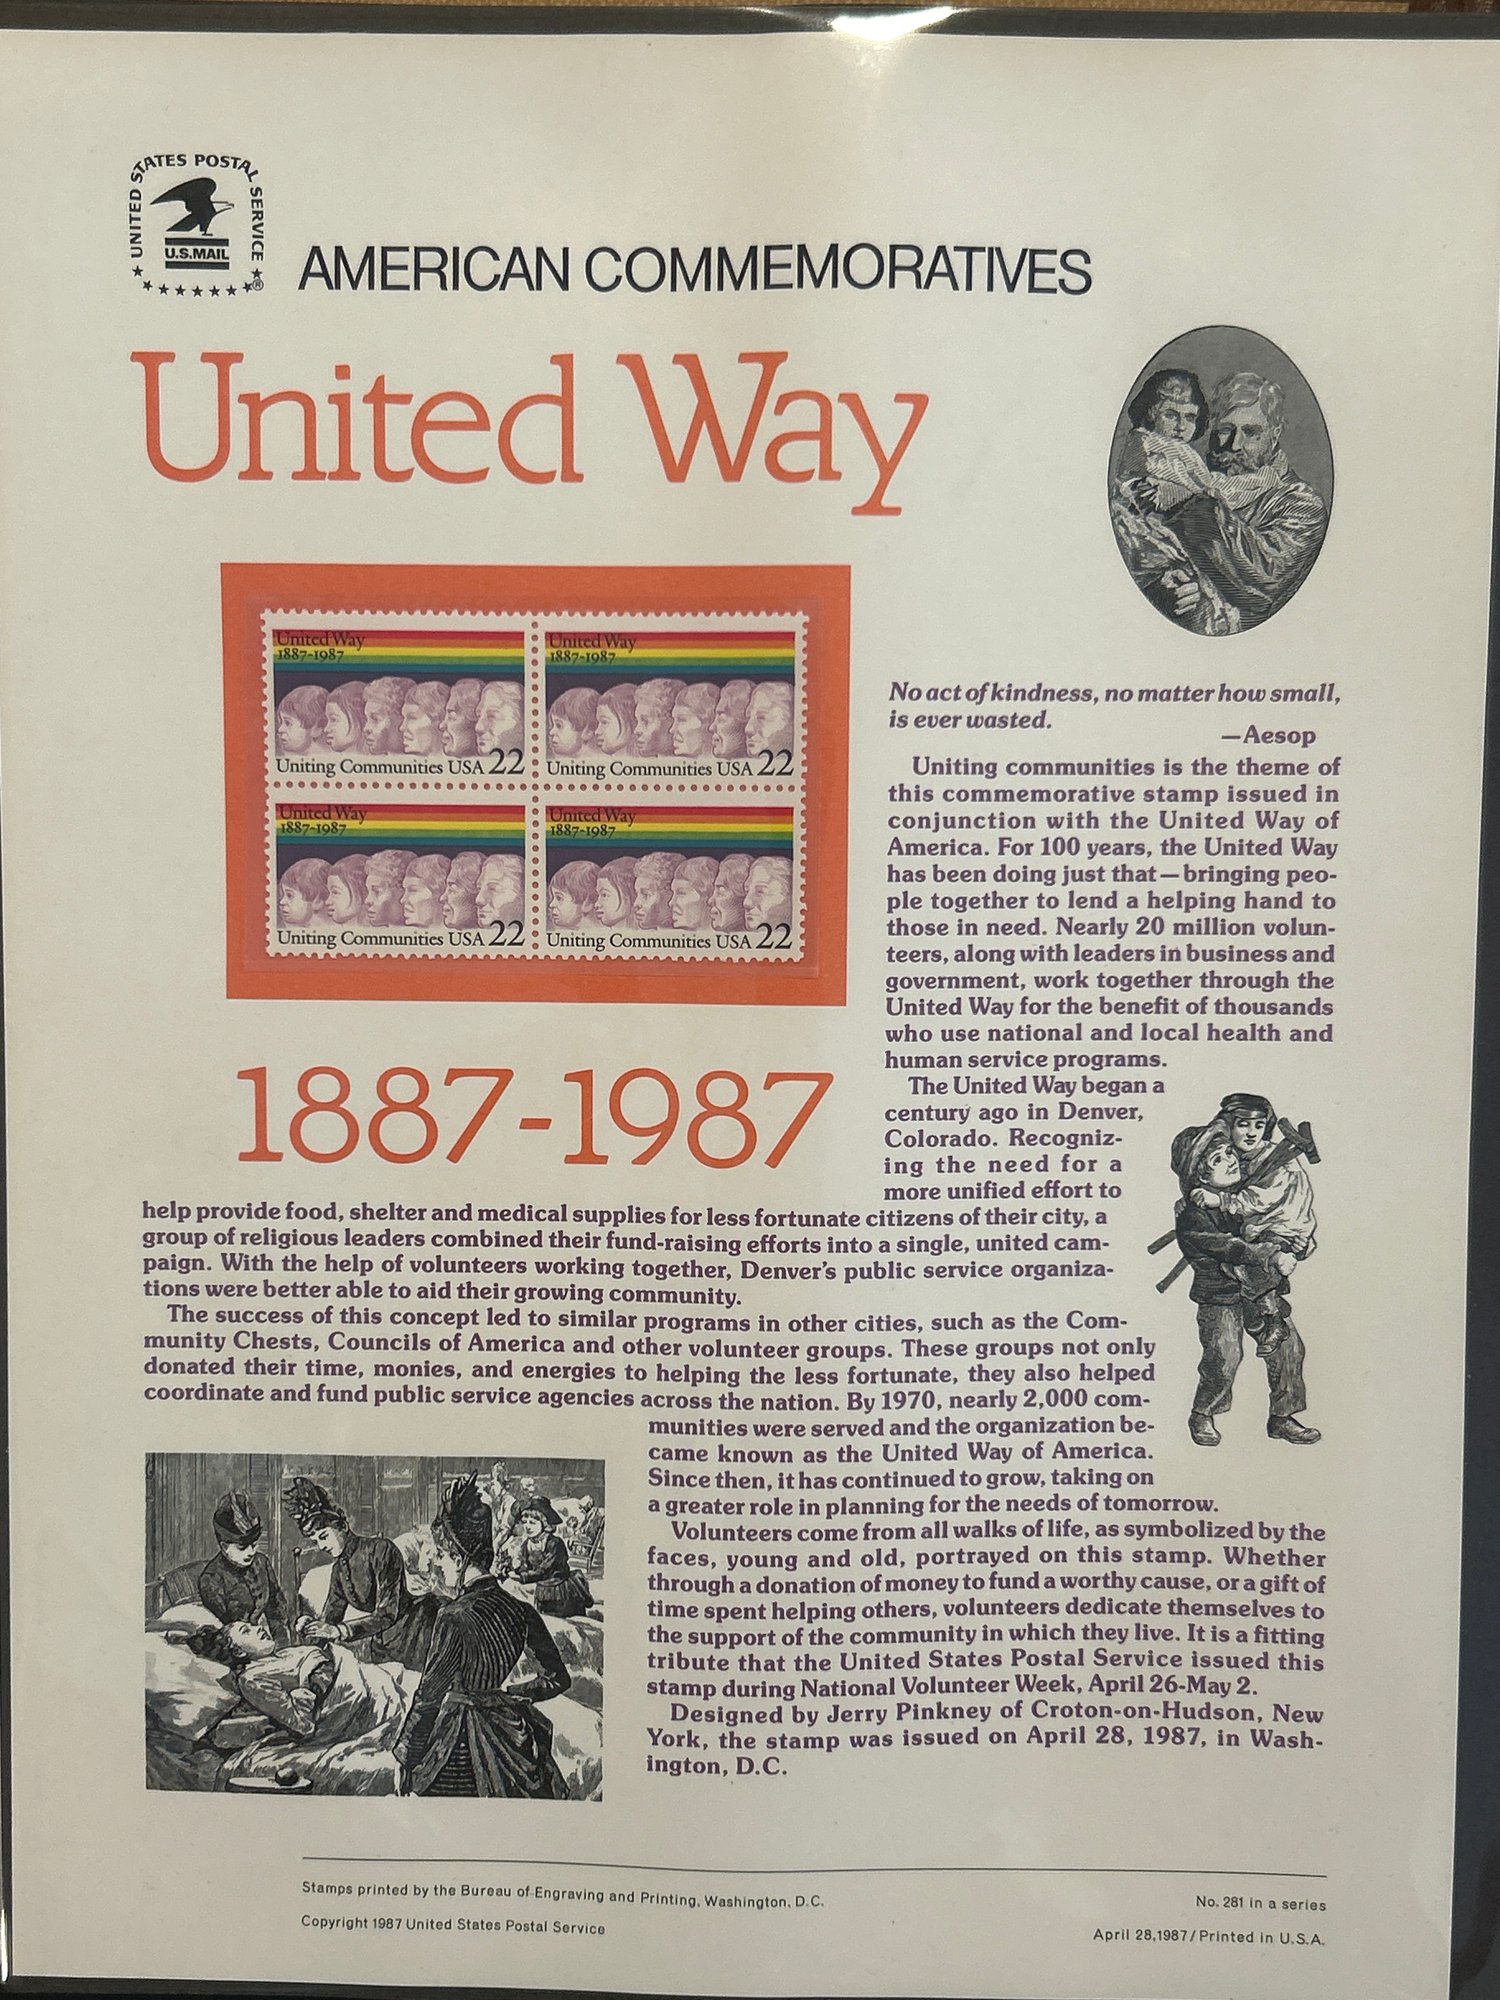 UNITED STATES POSTAL SERVICE
U.S.MAIL
®
AMERICAN COMMEMORATIVES
United Way
United Way
1887-1987
Uniting Communities USA 22
United Way
1887-1987
Uniting Communities USA 22
United Way
1887-1987
Uniting Communities USA 22
United Way
1887-1987
Uniting Communities USA 22
1887-1987
No act of kindness, no matter how small,
is ever wasted.
—Aesop
Uniting communities is the theme of
this commemorative stamp issued in
conjunction with the United Way of
America. For 100 years, the United Way
has been doing just that—bringing peo-
ple together to lend a helping hand to
those in need. Nearly 20 million volun-
teers, along with leaders in business and
government, work together through the
United Way for the benefit of thousands
who use national and local health and
human service programs.
The United Way began a
century ago in Denver,
Colorado. Recogniz-
ing the need for a
more unified effort to
help provide food, shelter and medical supplies for less fortunate citizens of their city, a
group of religious leaders combined their fund-raising efforts into a single, united cam-
paign. With the help of volunteers working together, Denver's public service organiza-
tions were better able to aid their growing community.
The success of this concept led to similar programs in other cities, such as the Com-
munity Chests, Councils of America and other volunteer groups. These groups not only
donated their time, monies, and energies to helping the less fortunate, they also helped
coordinate and fund public service agencies across the nation. By 1970, nearly 2,000 com-
munities were served and the organization be-
came known as the United Way of America.
Since then, it has continued to grow, taking on
a greater role in planning for the needs of tomorrow.
Volunteers come from all walks of life, as symbolized by the
faces, young and old, portrayed on this stamp. Whether
through a donation of money to fund a worthy cause, or a gift of
time spent helping others, volunteers dedicate themselves to
the support of the community in which they live. It is a fitting
tribute that the United States Postal Service issued this
stamp during National Volunteer Week, April 26-May 2.
Designed by Jerry Pinkney of Croton-on-Hudson, New
York, the stamp was issued on April 28, 1987, in Wash-
ington, D.C.
Stamps printed by the Bureau of Engraving and Printing, Washington, D.C.
Copyright 1987 United States Postal Service
No. 281 in a series
April 28,1987/Printed in U.S.A.